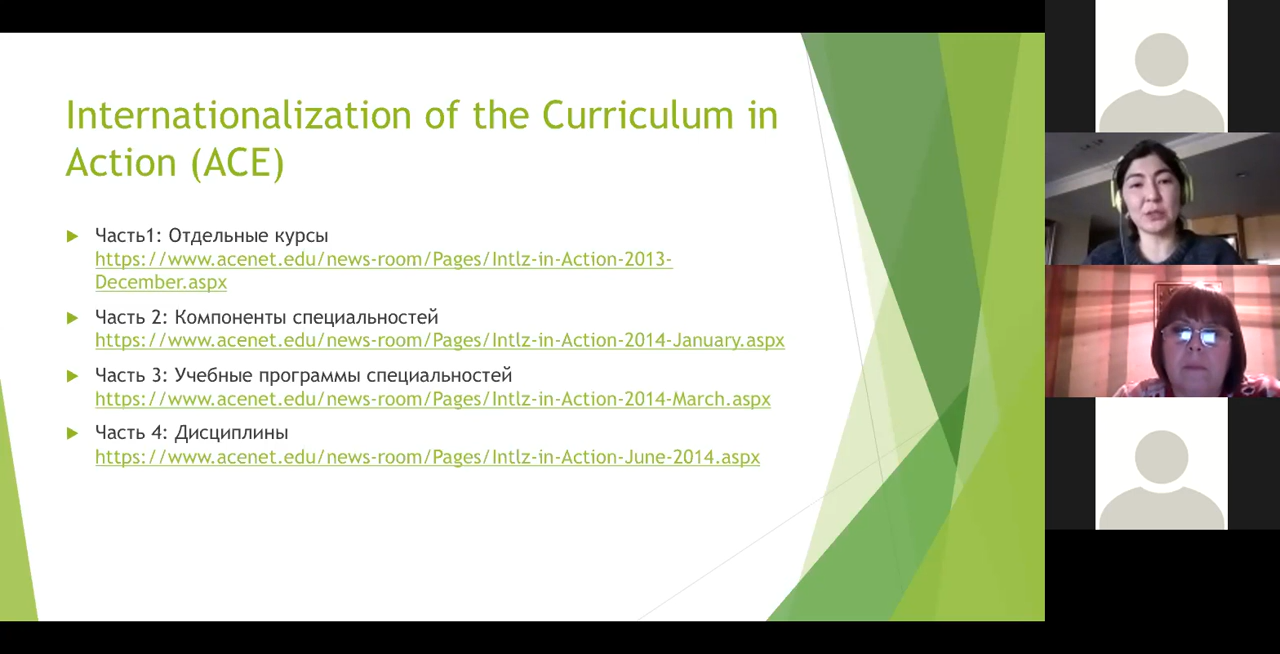 Internationalization of the Curriculum in
Action (ACE)
Часть1: Отдельные курсы
https://www.acenet.edu/news-room/Pages/Intlz-in-Action-2013-
December.aspx
Часть 2: Компоненты специальностей
https://www.acenet.edu/news-room/Pages/Intlz-in-Action-2014-January.aspx
Часть 3: Учебные программы специальностей
https://www.acenet.edu/news-room/Pages/Intlz-in-Action-2014-March.aspx
Часть 4: Дисциплины
https://www.acenet.edu/news-room/Pages/Intlz-in-Action-June-2014.aspx